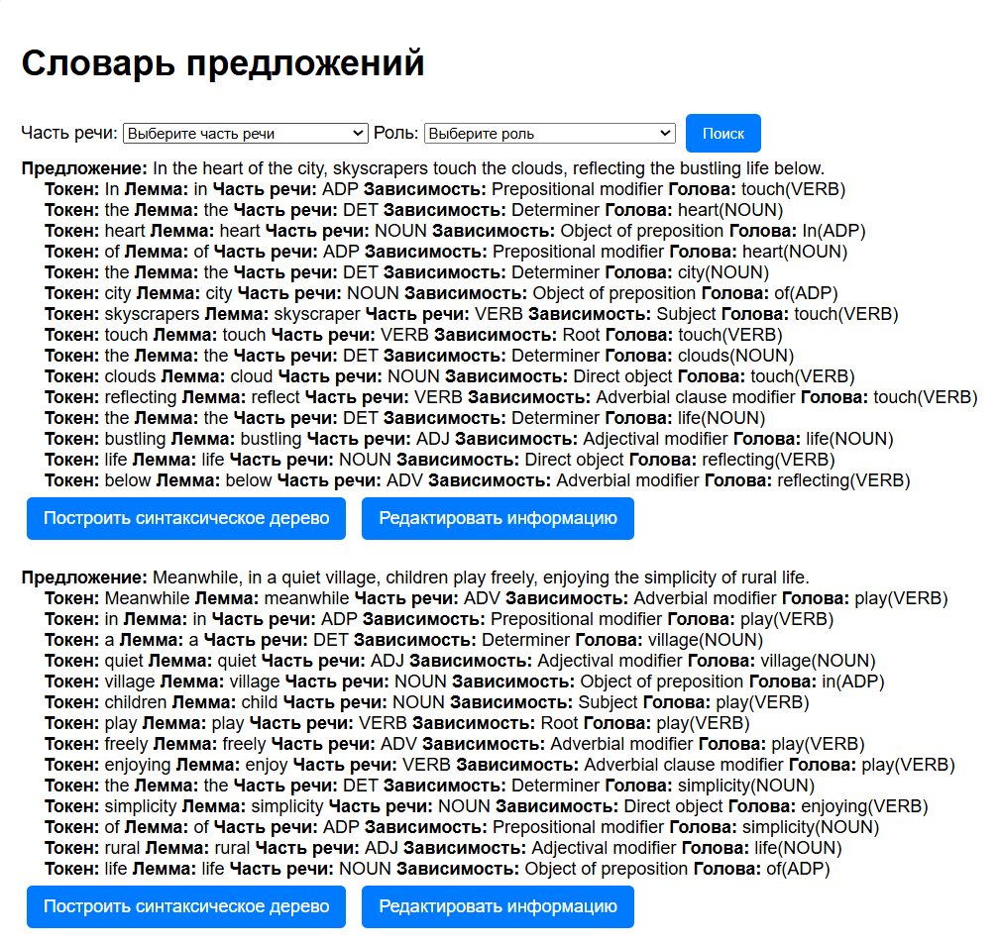 Словарь предложений
Часть речи: Выберите часть речи Роль: Выберите роль Поиск
Предложение: In the heart of the city, skyscrapers touch the clouds, reflecting the bustling life below.
Токен: In Лемма: in Часть речи: ADP Зависимость: Prepositional modifier Голова: touch(VERB)
Токен: the Лемма: the Часть речи: DET Зависимость: Determiner Голова: heart(NOUN)
Токен: heart Лемма: heart Часть речи: NOUN Зависимость: Object of preposition Голова: In(ADP)
Токен: of Лемма: of Часть речи: ADP Зависимость: Prepositional modifier Голова: heart(NOUN)
Токен: the Лемма: the Часть речи: DET Зависимость: Determiner Голова: city(NOUN)
Токен: city Лемма: city Часть речи: NOUN Зависимость: Object of preposition Голова: of(ADP)
Токен: skyscrapers Лемма: skyscraper Часть речи: VERB Зависимость: Subject Голова: touch(VERB)
Токен: touch Лемма: touch Часть речи: VERB Зависимость: Root Голова: touch(VERB)
Токен: the Лемма: the Часть речи: DET Зависимость: Determiner Голова: clouds(NOUN)
Токен: clouds Лемма: cloud Часть речи: NOUN Зависимость: Direct object Голова: touch(VERB)
Токен: reflecting Лемма: reflect Часть речи: VERB Зависимость: Adverbial clause modifier Голова: touch(VERB)
Токен: the Лемма: the Часть речи: DET Зависимость: Determiner Голова: life(NOUN)
Токен: bustling Лемма: bustling Часть речи: ADJ Зависимость: Adjectival modifier Голова: life(NOUN)
Токен: life Лемма: life Часть речи: NOUN Зависимость: Direct object Голова: reflecting(VERB)
Токен: below Лемма: below Часть речи: ADV Зависимость: Adverbial modifier Голова: reflecting(VERB)
Построить синтаксическое дерево Редактировать информацию
Предложение: Meanwhile, in a quiet village, children play freely, enjoying the simplicity of rural life.
Токен: Meanwhile Лемма: meanwhile Часть речи: ADV Зависимость: Adverbial modifier Голова: play(VERB)
Токен: in Лемма: in Часть речи: ADP Зависимость: Prepositional modifier Голова: play(VERB)
Токен: a Лемма: a Часть речи: DET Зависимость: Determiner Голова: village(NOUN)
Токен: quiet Лемма: quiet Часть речи: ADJ Зависимость: Adjectival modifier Голова: village(NOUN)
Токен: village Лемма: village Часть речи: NOUN Зависимость: Object of preposition Голова: in(ADP)
Токен: children Лемма: child Часть речи: NOUN Зависимость: Subject Голова: play(VERB)
Токен: play Лемма: play Часть речи: VERB Зависимость: Root Голова: play(VERB)
Токен: freely Лемма: freely Часть речи: ADV Зависимость: Adverbial modifier Голова: play(VERB)
Токен: enjoying Лемма: enjoy Часть речи: VERB Зависимость: Adverbial clause modifier Голова: play(VERB)
Токен: the Лемма: the Часть речи: DET Зависимость: Determiner Голова: simplicity(NOUN)
Токен: simplicity Лемма: simplicity Часть речи: NOUN Зависимость: Direct object Голова: enjoying(VERB)
Токен: of Лемма: of Часть речи: ADP Зависимость: Prepositional modifier Голова: simplicity(NOUN)
Токен: rural Лемма: rural Часть речи: ADJ Зависимость: Adjectival modifier Голова: life(NOUN)
Токен: life Лемма: life Часть речи: NOUN Зависимость: Object of preposition Голова: of(ADP)
Построить синтаксическое дерево Редактировать информацию